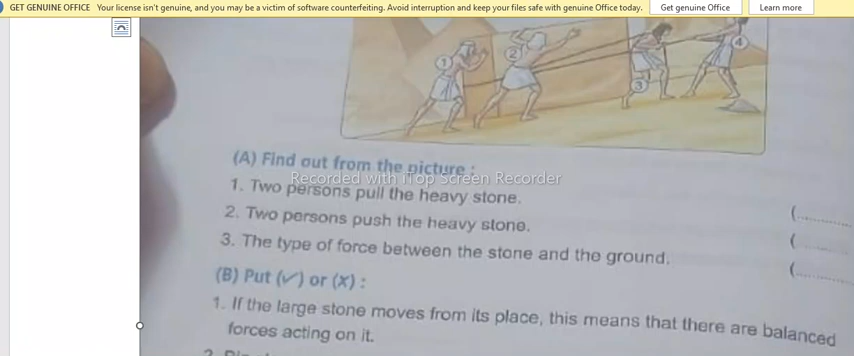 GET GENUINE OFFICE Your license isn't genuine, and you may be a victim of software counterfeiting. Avoid interruption and keep your files safe with genuine Office today. Get genuine Office Learn more
1 2 3 4
(A) Find out from the picture :
Recorded with iTop Screen Recorder
1. Two persons pull the heavy stone. (............
2. Two persons push the heavy stone. (............
3. The type of force between the stone and the ground. (............
(B) Put (✓) or (X) :
1. If the large stone moves from its place, this means that there are balanced
forces acting on it.